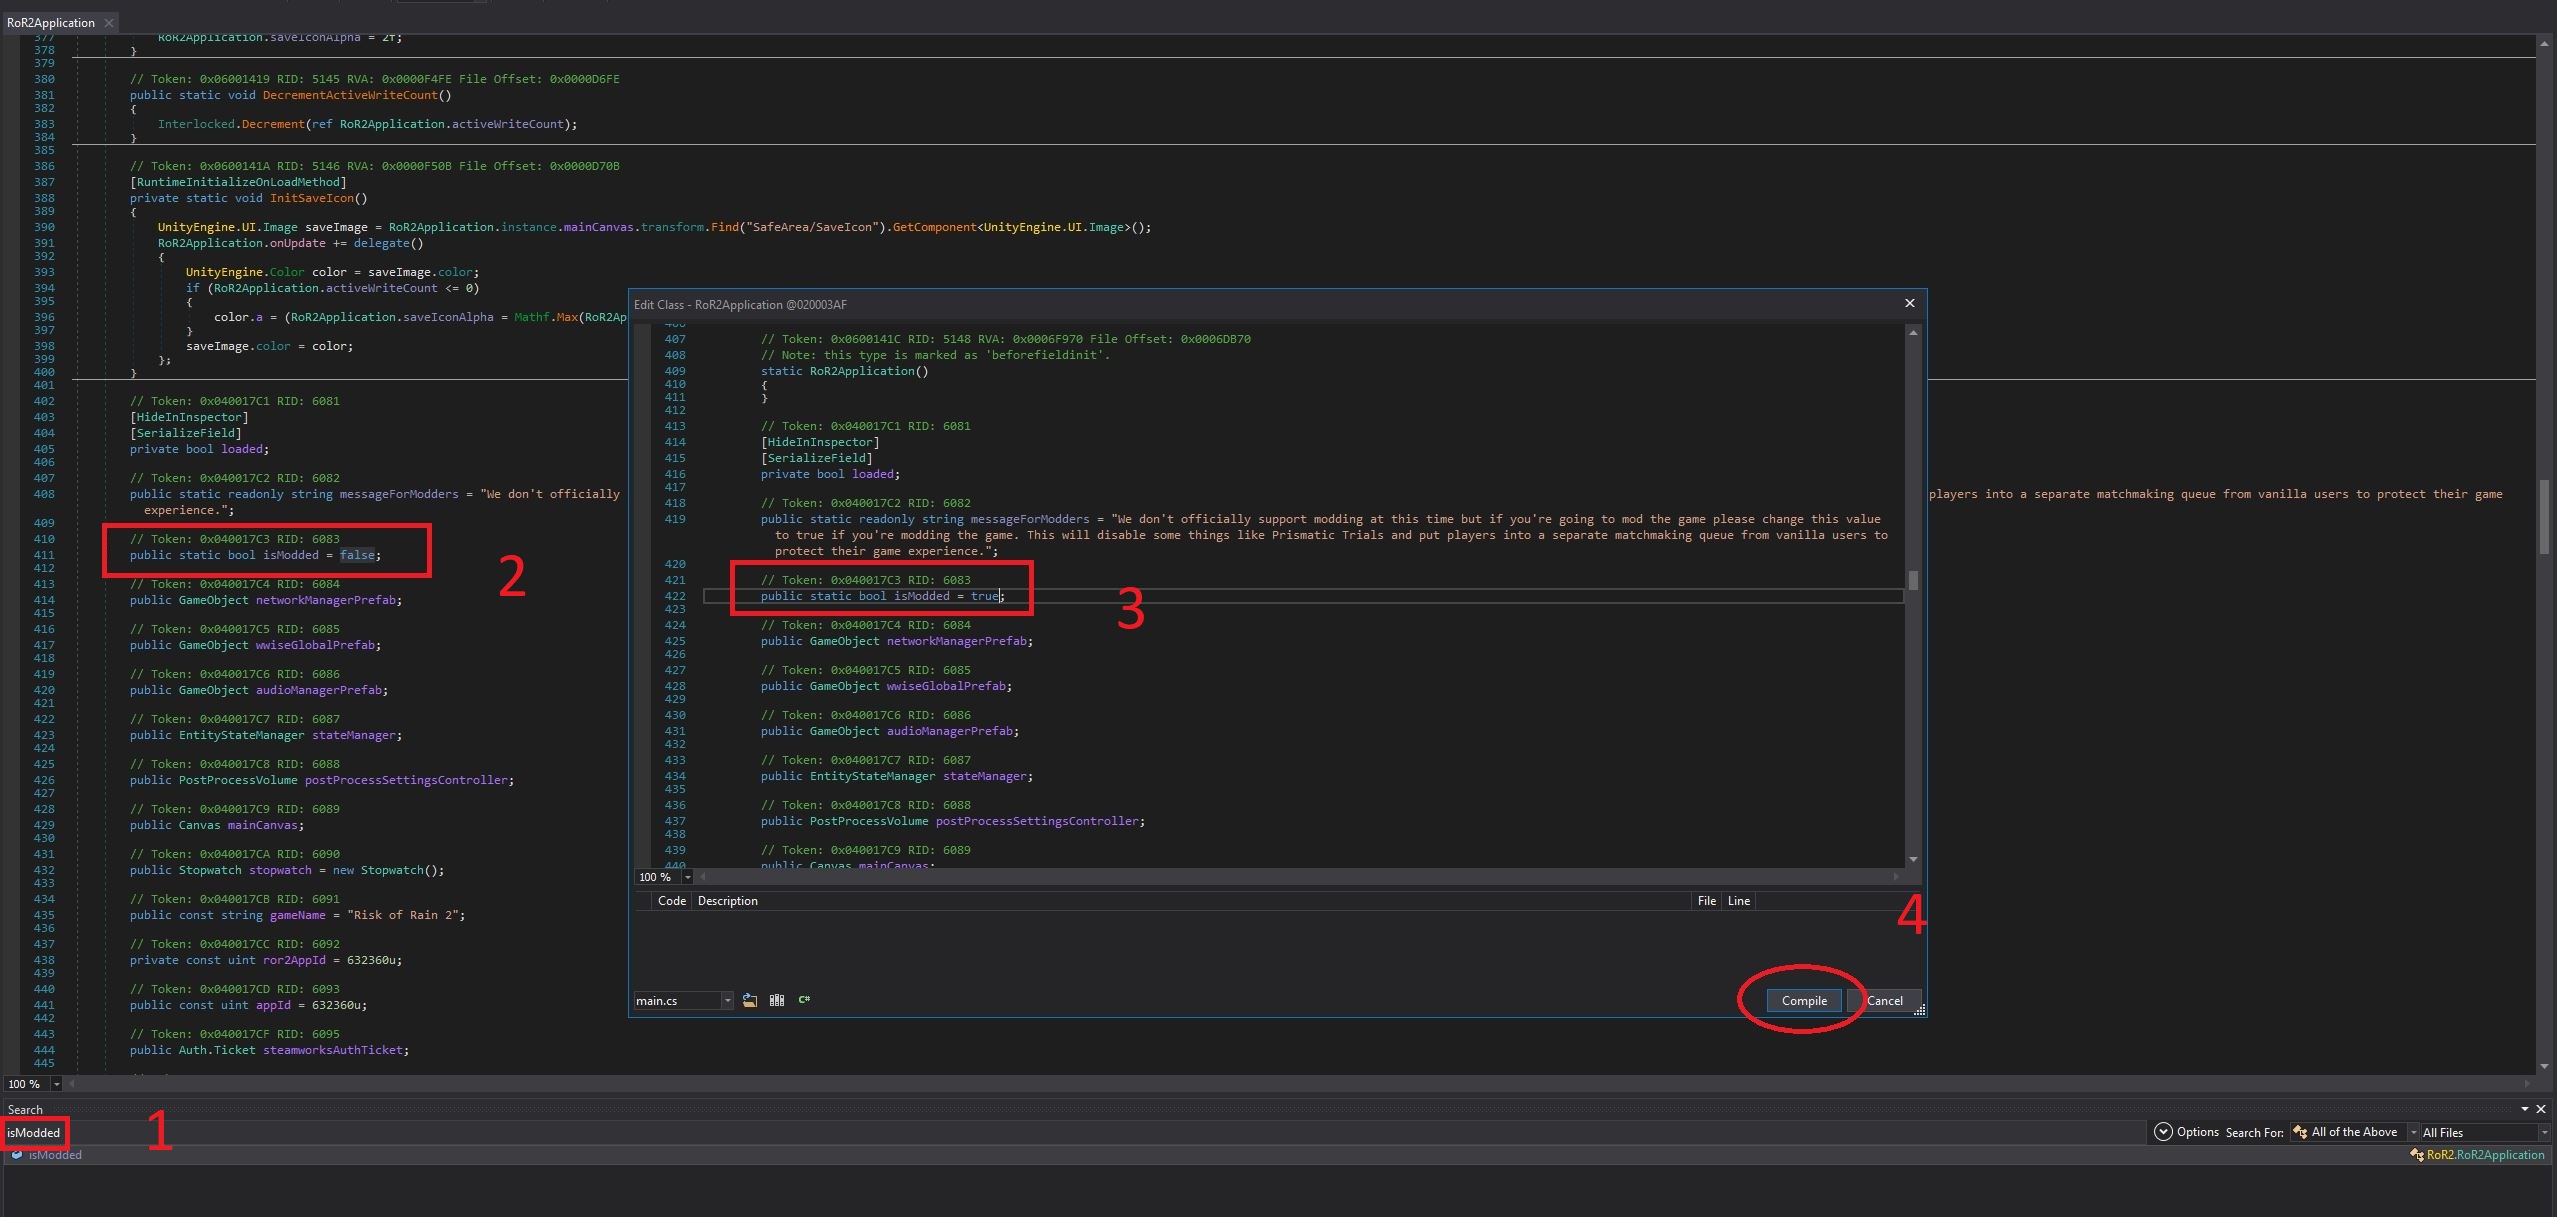 RoR2Application
377 RoR2Application.saveIconAlpha = 2f;
378 }
379
380 // Token: 0x06001419 RID: 5145 RVA: 0x0000F4FE File Offset: 0x0000D6FE
381 public static void DecrementActiveWriteCount()
382 {
383 Interlocked.Decrement(ref RoR2Application.activeWriteCount);
384 }
385
386 // Token: 0x0600141A RID: 5146 RVA: 0x0000F50B File Offset: 0x0000D70B
387 [RuntimeInitializeOnLoadMethod]
388 private static void InitSaveIcon()
389 {
390 UnityEngine.UI.Image saveImage = RoR2Application.instance.mainCanvas.transform.Find("SafeArea/SaveIcon").GetComponent<UnityEngine.UI.Image>();
391 RoR2Application.onUpdate += delegate()
392 {
393 UnityEngine.Color color = saveImage.color;
394 if (RoR2Application.activeWriteCount <= 0)
395 {
396 color.a = (RoR2Application.saveIconAlpha = Mathf.Max(RoR2Ap
397 }
398 saveImage.color = color;
399 };
400 }
401
402 // Token: 0x040017C1 RID: 6081
403 [HideInInspector]
404 [SerializeField]
405 private bool loaded;
406
407 // Token: 0x040017C2 RID: 6082
408 public static readonly string messageForModders = "We don't officially players into a separate matchmaking queue from vanilla users to protect their game
experience.";
409
410 // Token: 0x040017C3 RID: 6083
411 public static bool isModded = false;
412
2
413 // Token: 0x040017C4 RID: 6084
414 public GameObject networkManagerPrefab;
415
416 // Token: 0x040017C5 RID: 6085
417 public GameObject wwiseGlobalPrefab;
418
419 // Token: 0x040017C6 RID: 6086
420 public GameObject audioManagerPrefab;
421
422 // Token: 0x040017C7 RID: 6087
423 public EntityStateManager stateManager;
424
425 // Token: 0x040017C8 RID: 6088
426 public PostProcessVolume postProcessSettingsController;
427
428 // Token: 0x040017C9 RID: 6089
429 public Canvas mainCanvas;
430
431 // Token: 0x040017CA RID: 6090
432 public Stopwatch stopwatch = new Stopwatch();
433
434 // Token: 0x040017CB RID: 6091
435 public const string gameName = "Risk of Rain 2";
436
437 // Token: 0x040017CC RID: 6092
438 private const uint ror2AppId = 632360u;
439
440 // Token: 0x040017CD RID: 6093
441 public const uint appId = 632360u;
442
443 // Token: 0x040017CF RID: 6095
444 public Auth.Ticket steamworksAuthTicket;
445
100 %
Edit Class - RoR2Application @020003AF
407 // Token: 0x0600141C RID: 5148 RVA: 0x0006F970 File Offset: 0x0006DB70
408 // Note: this type is marked as 'beforefieldinit'.
409 static RoR2Application()
410 {
411 }
412
413 // Token: 0x040017C1 RID: 6081
414 [HideInInspector]
415 [SerializeField]
416 private bool loaded;
417
418 // Token: 0x040017C2 RID: 6082
419 public static readonly string messageForModders = "We don't officially support modding at this time but if you're going to mod the game please change this value
to true if you're modding the game. This will disable some things like Prismatic Trials and put players into a separate matchmaking queue from vanilla users to
protect their game experience.";
420
421 // Token: 0x040017C3 RID: 6083
422 public static bool isModded = true;
423
3
424 // Token: 0x040017C4 RID: 6084
425 public GameObject networkManagerPrefab;
426
427 // Token: 0x040017C5 RID: 6085
428 public GameObject wwiseGlobalPrefab;
429
430 // Token: 0x040017C6 RID: 6086
431 public GameObject audioManagerPrefab;
432
433 // Token: 0x040017C7 RID: 6087
434 public EntityStateManager stateManager;
435
436 // Token: 0x040017C8 RID: 6088
437 public PostProcessVolume postProcessSettingsController;
438
439 // Token: 0x040017C9 RID: 6089
440 public Canvas mainCanvas;
100 %
Code Description File Line
4
main.cs C# Compile Cancel
Search
isModded 1 Options Search For: All of the Above All Files
isModded RoR2.RoR2Application